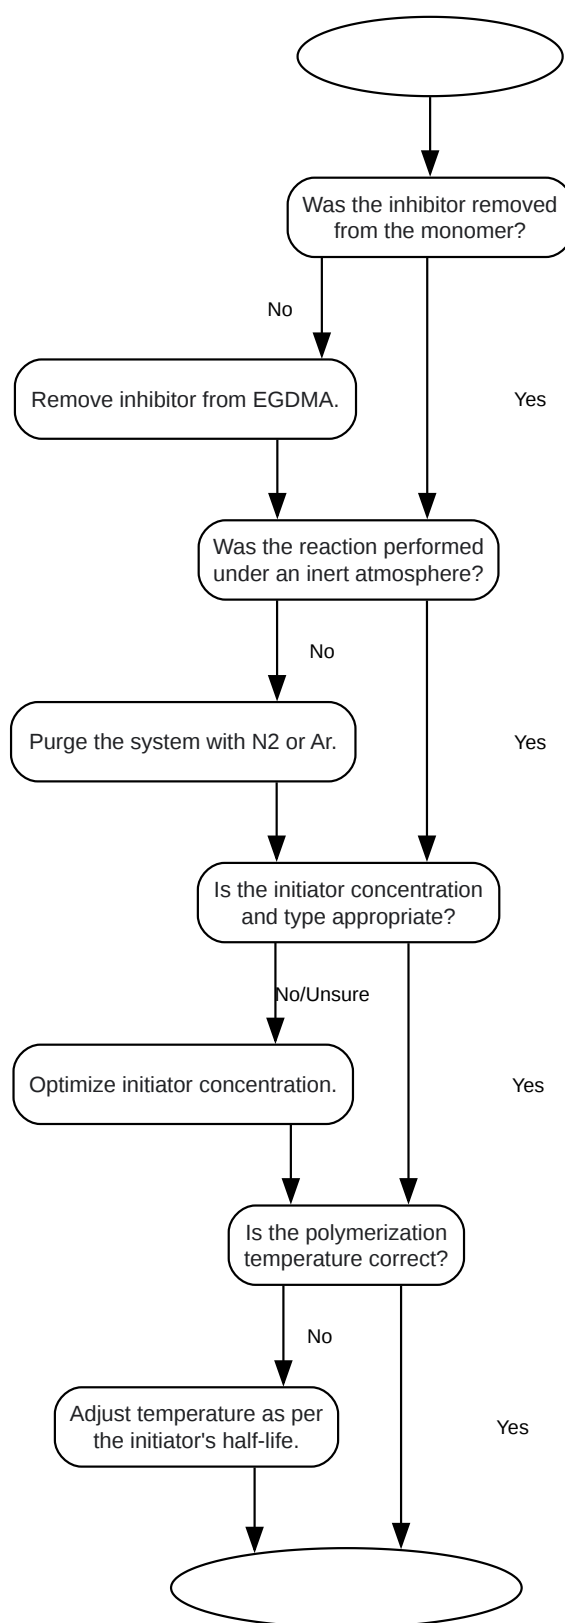 Was the inhibitor removed
from the monomer?
No
Remove inhibitor from EGDMA.
Yes
Was the reaction performed
under an inert atmosphere?
No
Purge the system with N2 or Ar.
Yes
Is the initiator concentration
and type appropriate?
No/Unsure
Optimize initiator concentration.
Yes
Is the polymerization
temperature correct?
No
Adjust temperature as per
the initiator's half-life.
Yes